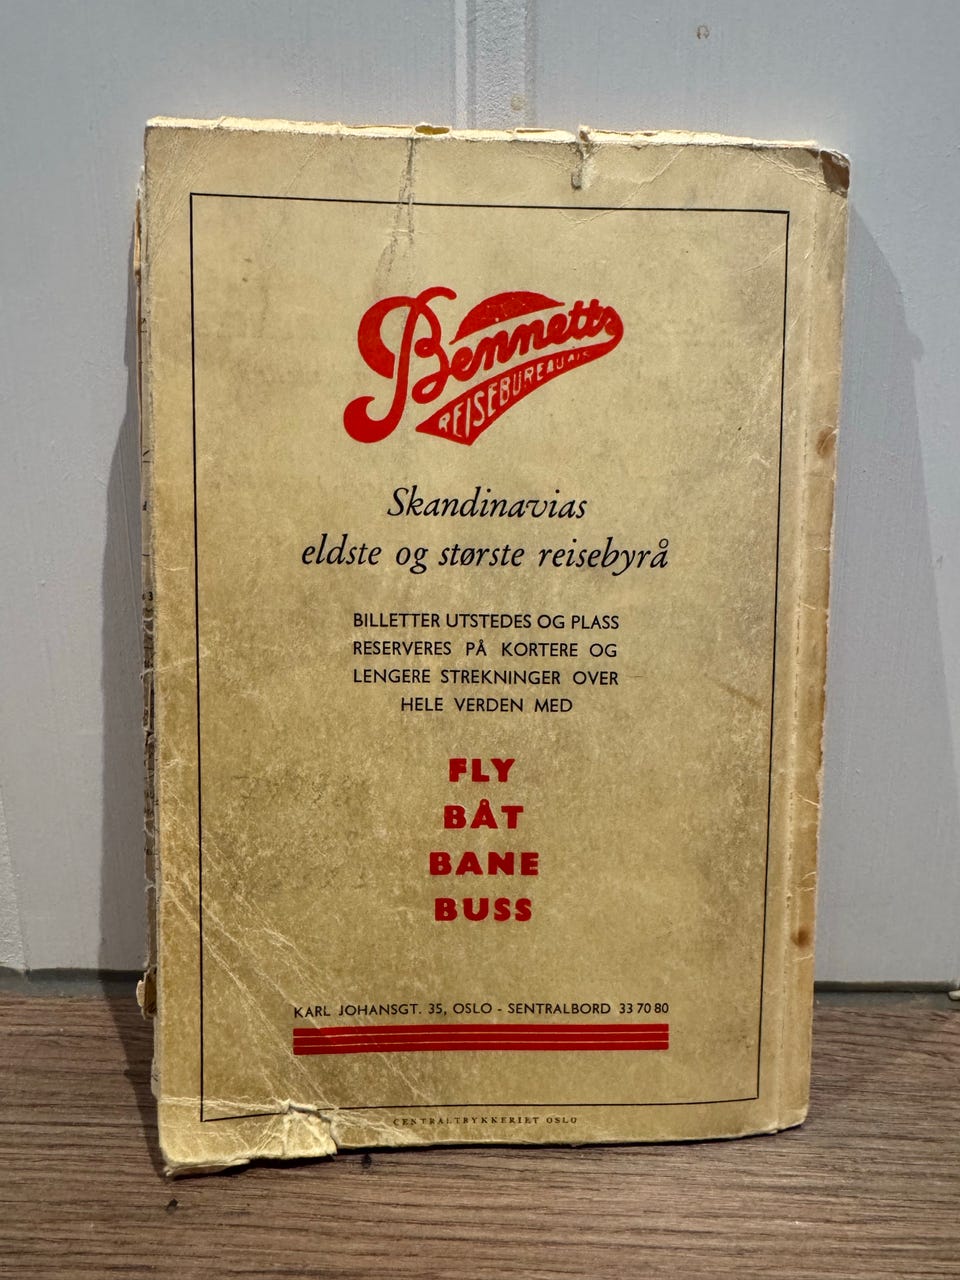 Bennetts
REISEBUREAU A/S
Skandinavias
eldste og største reisebyrå
BILLETTER UTSTEDES OG PLASS
RESERVERES PÅ KORTERE OG
LENGERE STREKNINGER OVER
HELE VERDEN MED
FLY
BÅT
BANE
BUSS
KARL JOHANSGT. 35, OSLO - SENTRALBORD 33 70 80
CENTRALTRYKKERIET OSLO